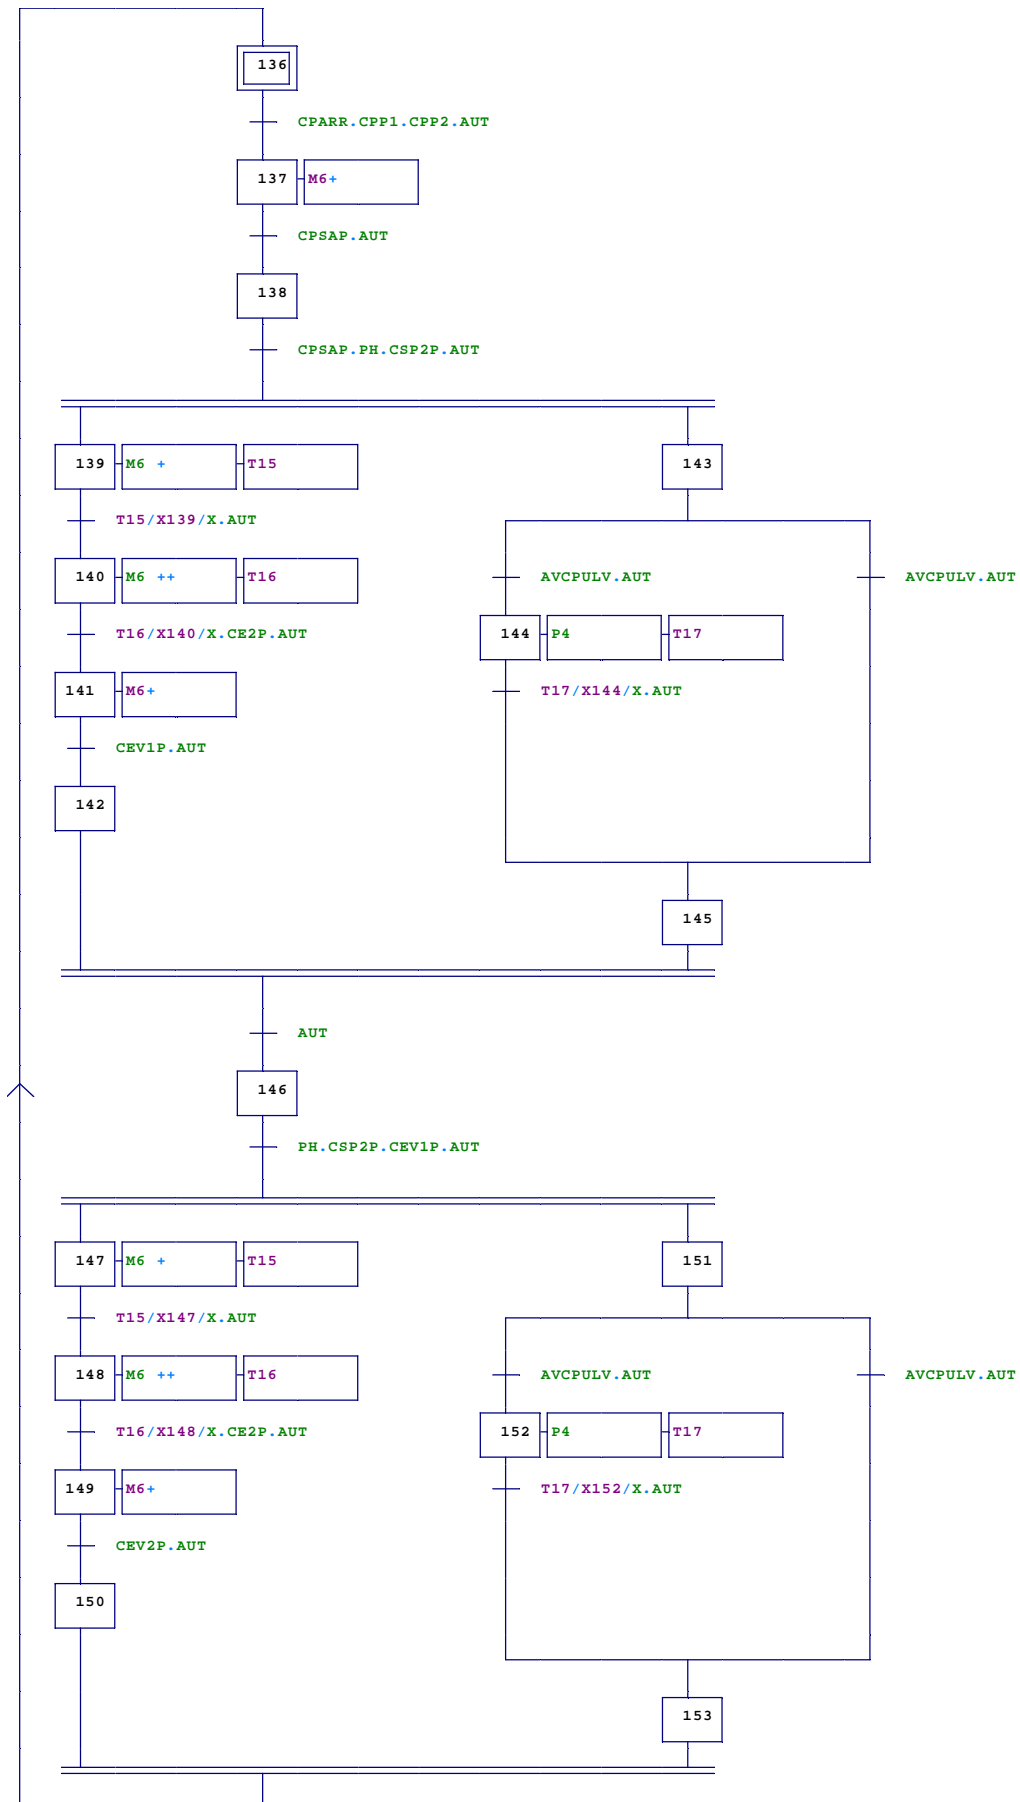 136
CPARR.CPP1.CPP2.AUT
137 M6+
CPSAP.AUT
138
CPSAP.PH.CSP2P.AUT
139 M6 + T15 143
T15/X139/X.AUT
140 M6 ++ T16 AVCPULV.AUT AVCPULV.AUT
T16/X140/X.CE2P.AUT 144 P4 T17
141 M6+ T17/X144/X.AUT
CEV1P.AUT
142
145
AUT
146
PH.CSP2P.CEV1P.AUT
147 M6 + T15 151
T15/X147/X.AUT
148 M6 ++ T16 AVCPULV.AUT AVCPULV.AUT
T16/X148/X.CE2P.AUT 152 P4 T17
149 M6+ T17/X152/X.AUT
CEV2P.AUT
150
153